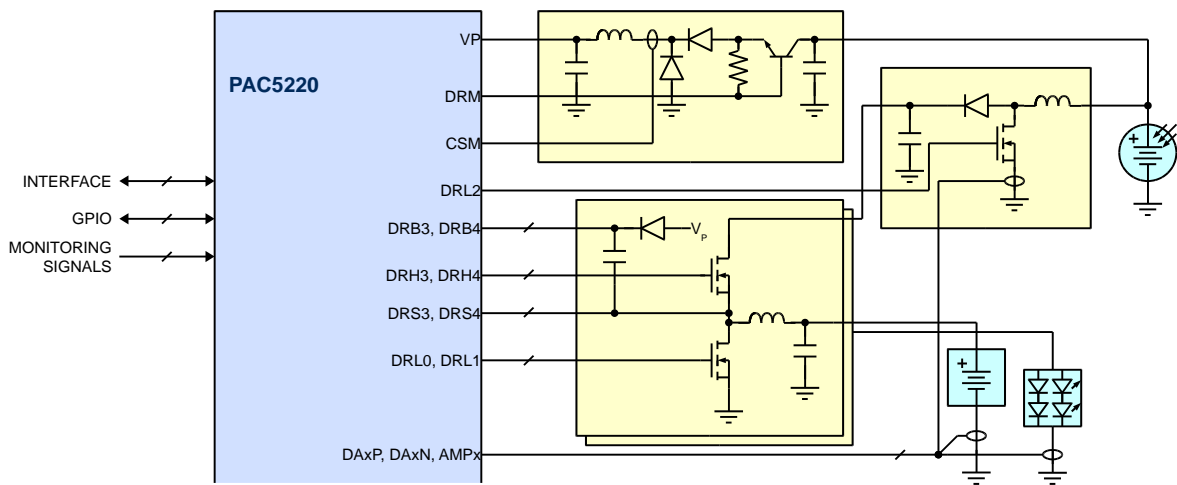 PAC5220
VP
DRM
CSM
DRL2
DRB3, DRB4
DRH3, DRH4
DRS3, DRS4
DRL0, DRL1
DAxP, DAxN, AMPx
INTERFACE
GPIO
MONITORING
SIGNALS
VP
+
+